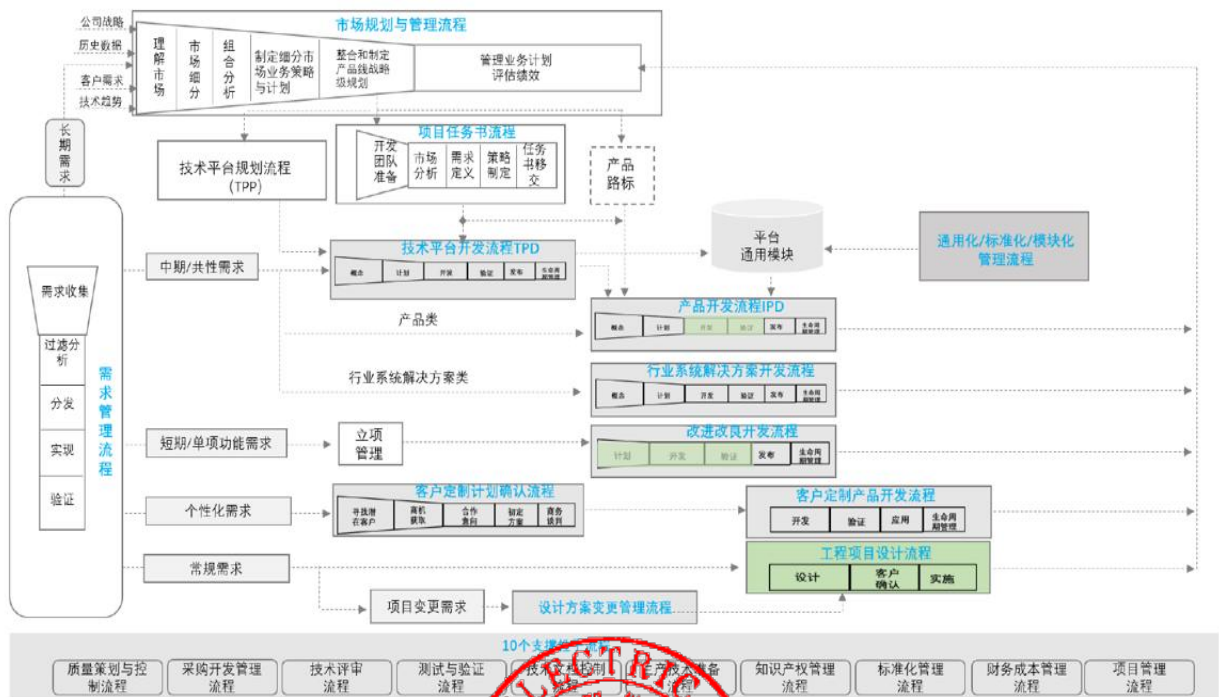 公司战略
历史数据
客户需求
技术趋势
市场规划与管理流程
理解市场
市场细分
组合分析
制定细分市
场业务策略
与计划
整合和制定
产品线战略
级规划
管理业务计划
评估绩效
长期需求
技术平台规划流程
(TPP)
项目任务书流程
开发
团队
准备
市场
分析
需求
定义
策略
制定
任务
书移
交
产品
路标
平台
通用模块
通用化/标准化/模块化
管理流程
需求管理流程
需求收集
过滤分
析
分发
实现
验证
中期/共性需求
技术平台开发流程TPD
概念
计划
开发
验证
发布
生命周
期管理
产品类
产品开发流程IPD
概念
计划
开发
验证
发布
生命周
期管理
行业系统解决方案类
行业系统解决方案开发流程
概念
计划
开发
验证
发布
生命周
期管理
短期/单项功能需求
立项
管理
改进改良开发流程
计划
开发
验证
发布
生命周
期管理
个性化需求
客户定制计划确认流程
寻找潜
在客户
商机
获取
合作
意向
初定
方案
商务
谈判
客户定制产品开发流程
开发
验证
应用
生命周
期管理
常规需求
工程项目设计流程
设计
客户
确认
实施
项目变更需求
设计方案变更管理流程
10个支撑性
质量策划与控
制流程
采购开发管理
流程
技术评审
流程
测试与验证
流程
技术文档控制
流程
生产技术准备
流程
知识产权管理
流程
标准化管理
流程
财务成本管理
流程
项目管理
流程
ELECTRIC